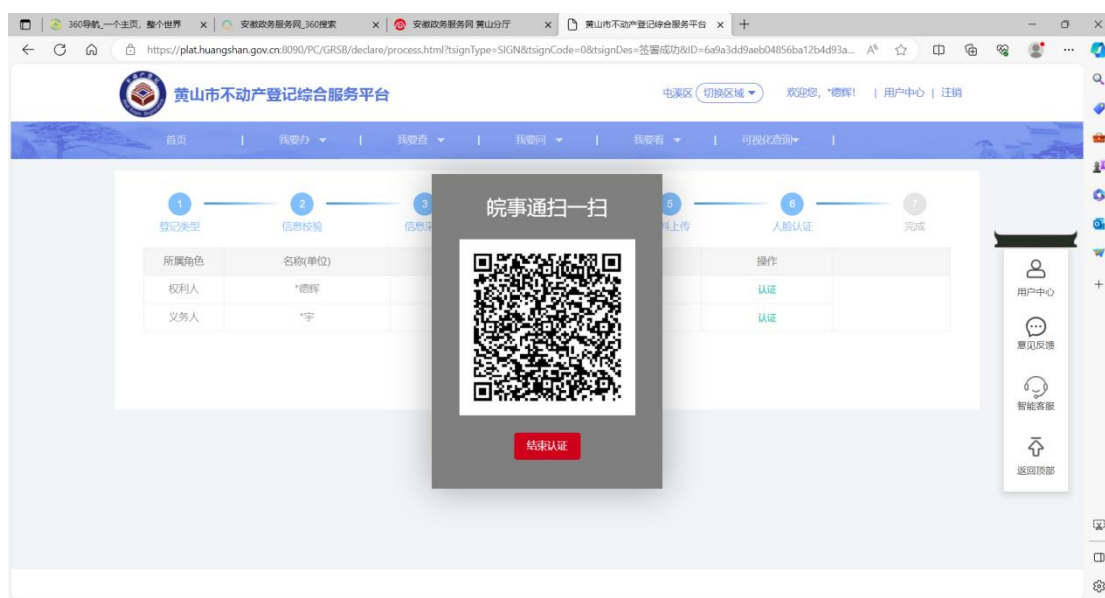 360导航_一个主页，整个世界
安徽政务服务网_360搜索
安徽政务服务网 黄山分厅
黄山市不动产登记综合服务平台
https://plat.huangshan.gov.cn:8090/PC/GRSB/declare/process.html?tsignType=SIGN&tsignCode=0&tsignDes=签署成功&ID=6a9a3dd9aeb04856ba12b4d93a...
黄山市不动产登记综合服务平台
屯溪区 切换区域 欢迎您，*德辉！ | 用户中心 | 注销
首页 | 我要办 | 我要查 | 我要问 | 我要看 | 可视化查询 |
皖事通扫一扫
1 2 3 5 6 7
登记类型 信息校验 信息采 料上传 人脸认证 完成
所属角色 名称(单位) 操作
权利人 *德辉 认证
义务人 *宇 认证
结束认证
用户中心
意见反馈
智能客服
返回顶部